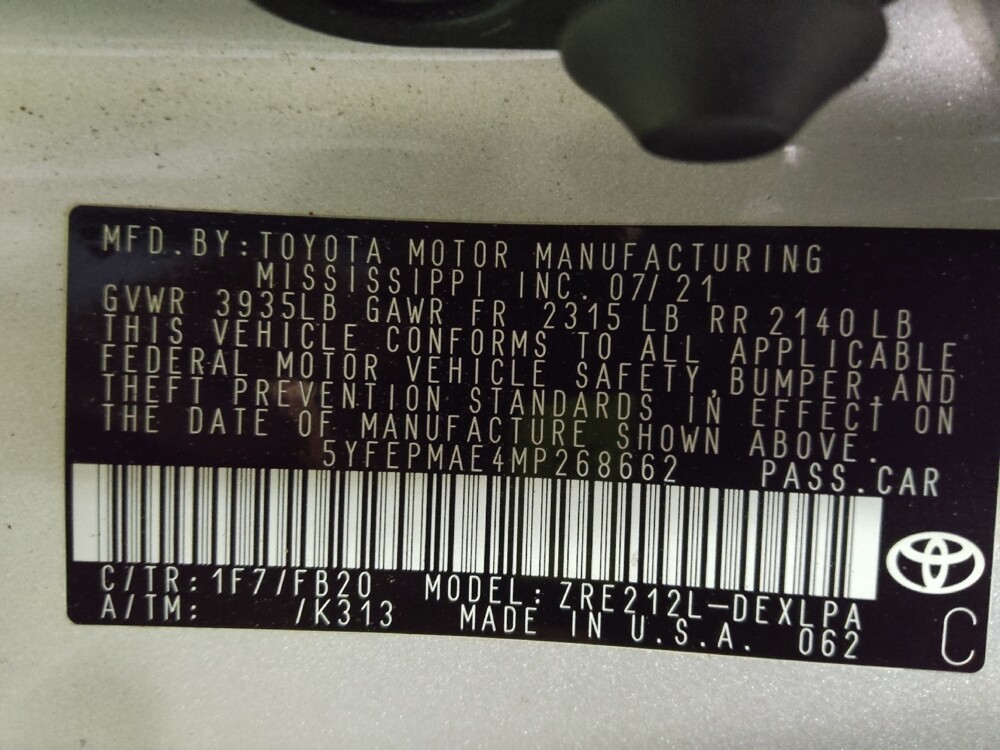 MFD.BY:TOYOTA MOTOR MANUFACTURING
MISSISSIPPI INC. 07/21
GVWR 3935LB GAWR FR 2315 LB RR 2140 LB
THIS VEHICLE CONFORMS TO ALL APPLICABLE
FEDERAL MOTOR VEHICLE SAFETY,BUMPER,AND
THEFT PREVENTION STANDARDS IN EFFECT ON
THE DATE OF MANUFACTURE SHOWN ABOVE.
5YFEPMAE4MP268662 PASS.CAR
C/TR:1F7/FB20 MODEL:ZRE212L-DEXLPA
A/TM: /K313 MADE IN U.S.A. 062 C